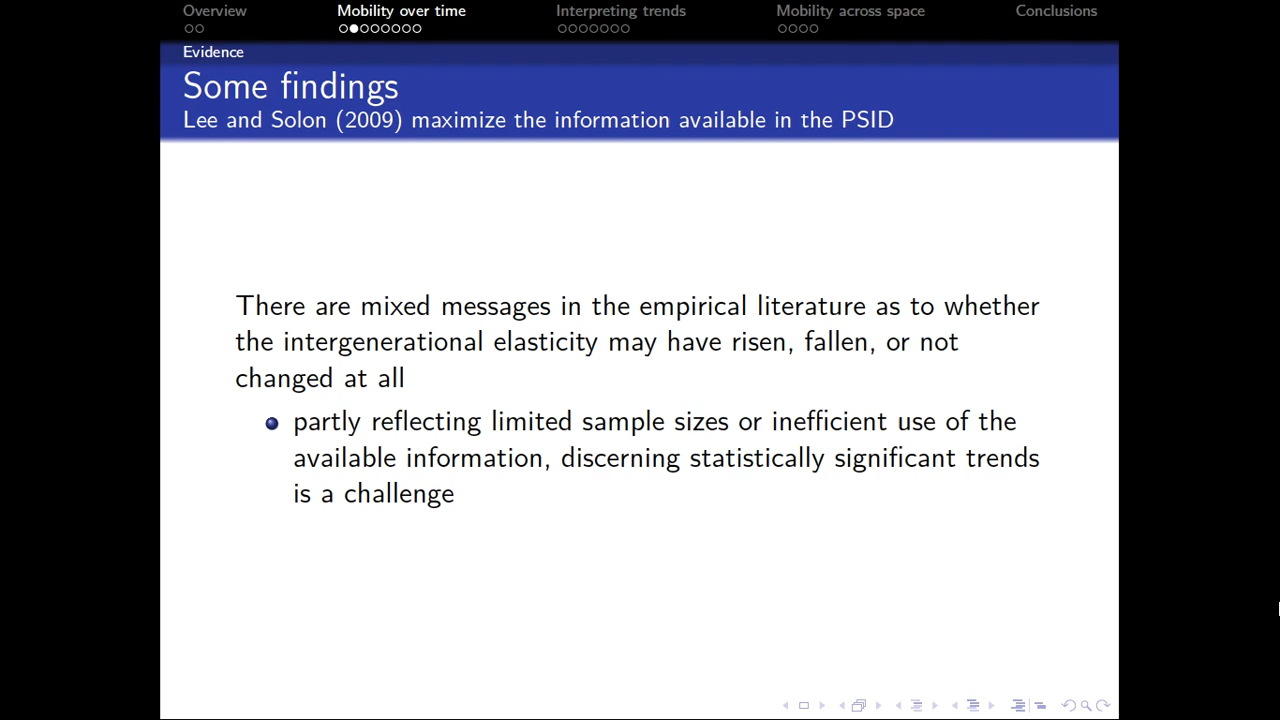 Overview
Mobility over time
Interpreting trends
Mobility across space
Conclusions
Evidence
Some findings
Lee and Solon (2009) maximize the information available in the PSID
There are mixed messages in the empirical literature as to whether
the intergenerational elasticity may have risen, fallen, or not
changed at all
partly reflecting limited sample sizes or inefficient use of the
available information, discerning statistically significant trends
is a challenge